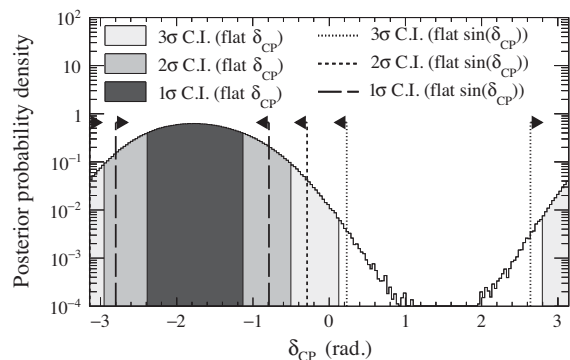 Posterior probability density
10²
10
1
10⁻¹
10⁻²
10⁻³
10⁻⁴
3σ C.I. (flat δCP)
2σ C.I. (flat δCP)
1σ C.I. (flat δCP)
3σ C.I. (flat sin(δCP))
2σ C.I. (flat sin(δCP))
1σ C.I. (flat sin(δCP))
−3 −2 −1 0 1 2 3
δCP (rad.)